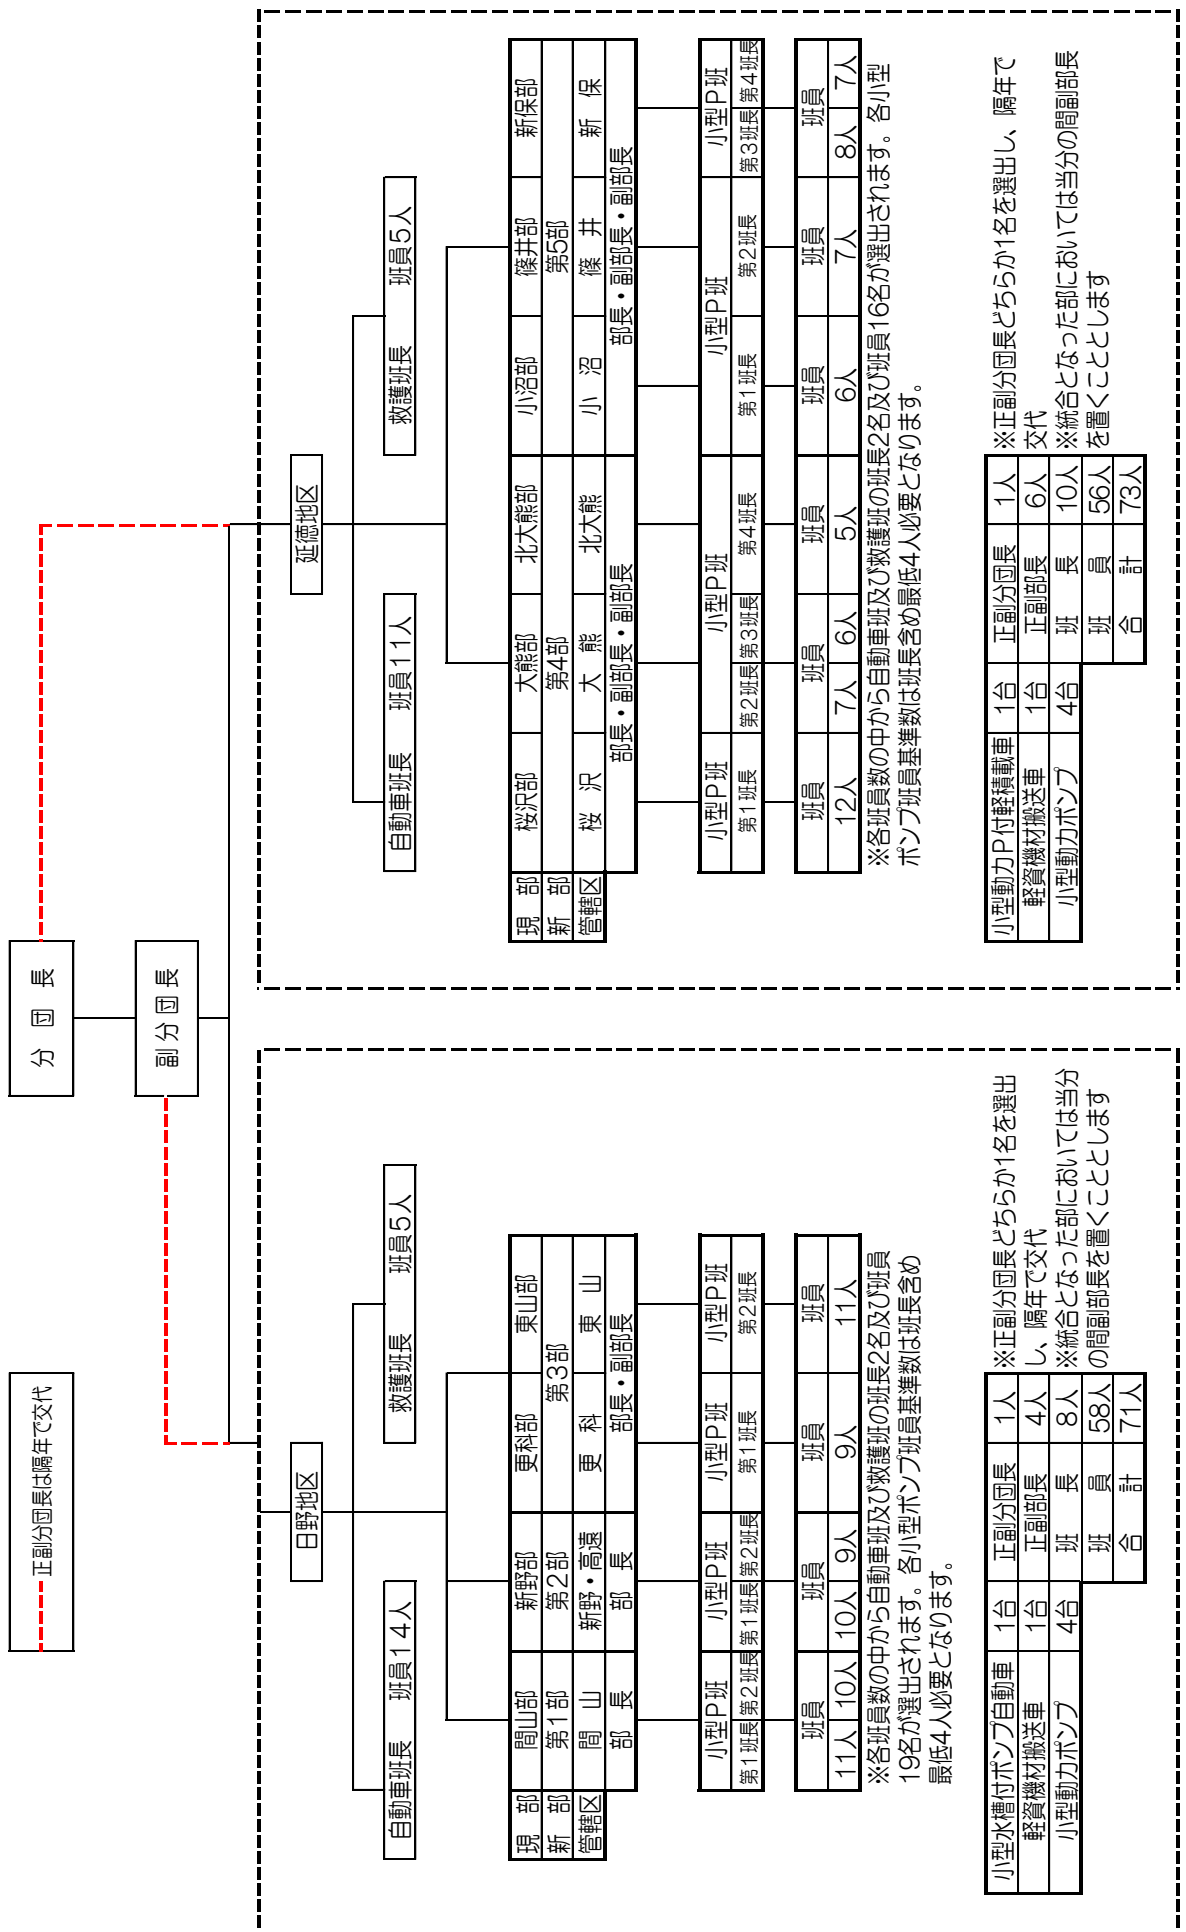 正副分団長は隔年で交代
分　団　長
副 分 団 長
日野地区
自動車班長　班員14人
救護班長　班員5人
現　部　間山部　新野部　更科部　東山部
新　部　第1部　第2部　第3部
管轄区　間　山　新野・高遠　更　科　東　山
部　長　部　長　部長・副部長
小型P班　小型P班　小型P班　小型P班
第1班長　第2班長　第1班長　第2班長　第1班長　第2班長
班員　班員　班員　班員
11人　10人　10人　9人　9人　11人
※各班員数の中から自動車班及び救護班の班長2名及び班員
19名が選出されます。各小型ポンプ班員基準数は班長含め
最低4人必要となります。
小型水槽付ポンプ自動車　1台
軽資機材搬送車　1台
小型動力ポンプ　4台
正副分団長　1人
正副部長　4人
班　長　8人
班　員　58人
合　計　71人
※正副分団長どちらか1名を選出
し、隔年で交代
※統合となった部においては当分
の間副部長を置くこととします
延徳地区
自動車班長　班員11人
救護班長　班員5人
現　部　桜沢部　大熊部　北大熊部　小沼部　篠井部　新保部
新　部　第4部　第5部
管轄区　桜　沢　大　熊　北大熊　小　沼　篠　井　新　保
部長・副部長・副部長　部長・副部長・副部長
小型P班　小型P班　小型P班　小型P班
第1班長　第2班長　第3班長　第4班長　第1班長　第2班長　第3班長　第4班長
班員　班員　班員　班員　班員　班員
12人　7人　6人　5人　6人　7人　8人　7人
※各班員数の中から自動車班及び救護班の班長2名及び班員16名が選出されます。各小型
ポンプ班員基準数は班長含め最低4人必要となります。
小型動力P付軽積載車　1台
軽資機材搬送車　1台
小型動力ポンプ　4台
正副分団長　1人
正副部長　6人
班　長　10人
班　員　56人
合　計　73人
※正副分団長どちらか1名を選出し、隔年で
交代
※統合となった部においては当分の間副部長
を置くこととします